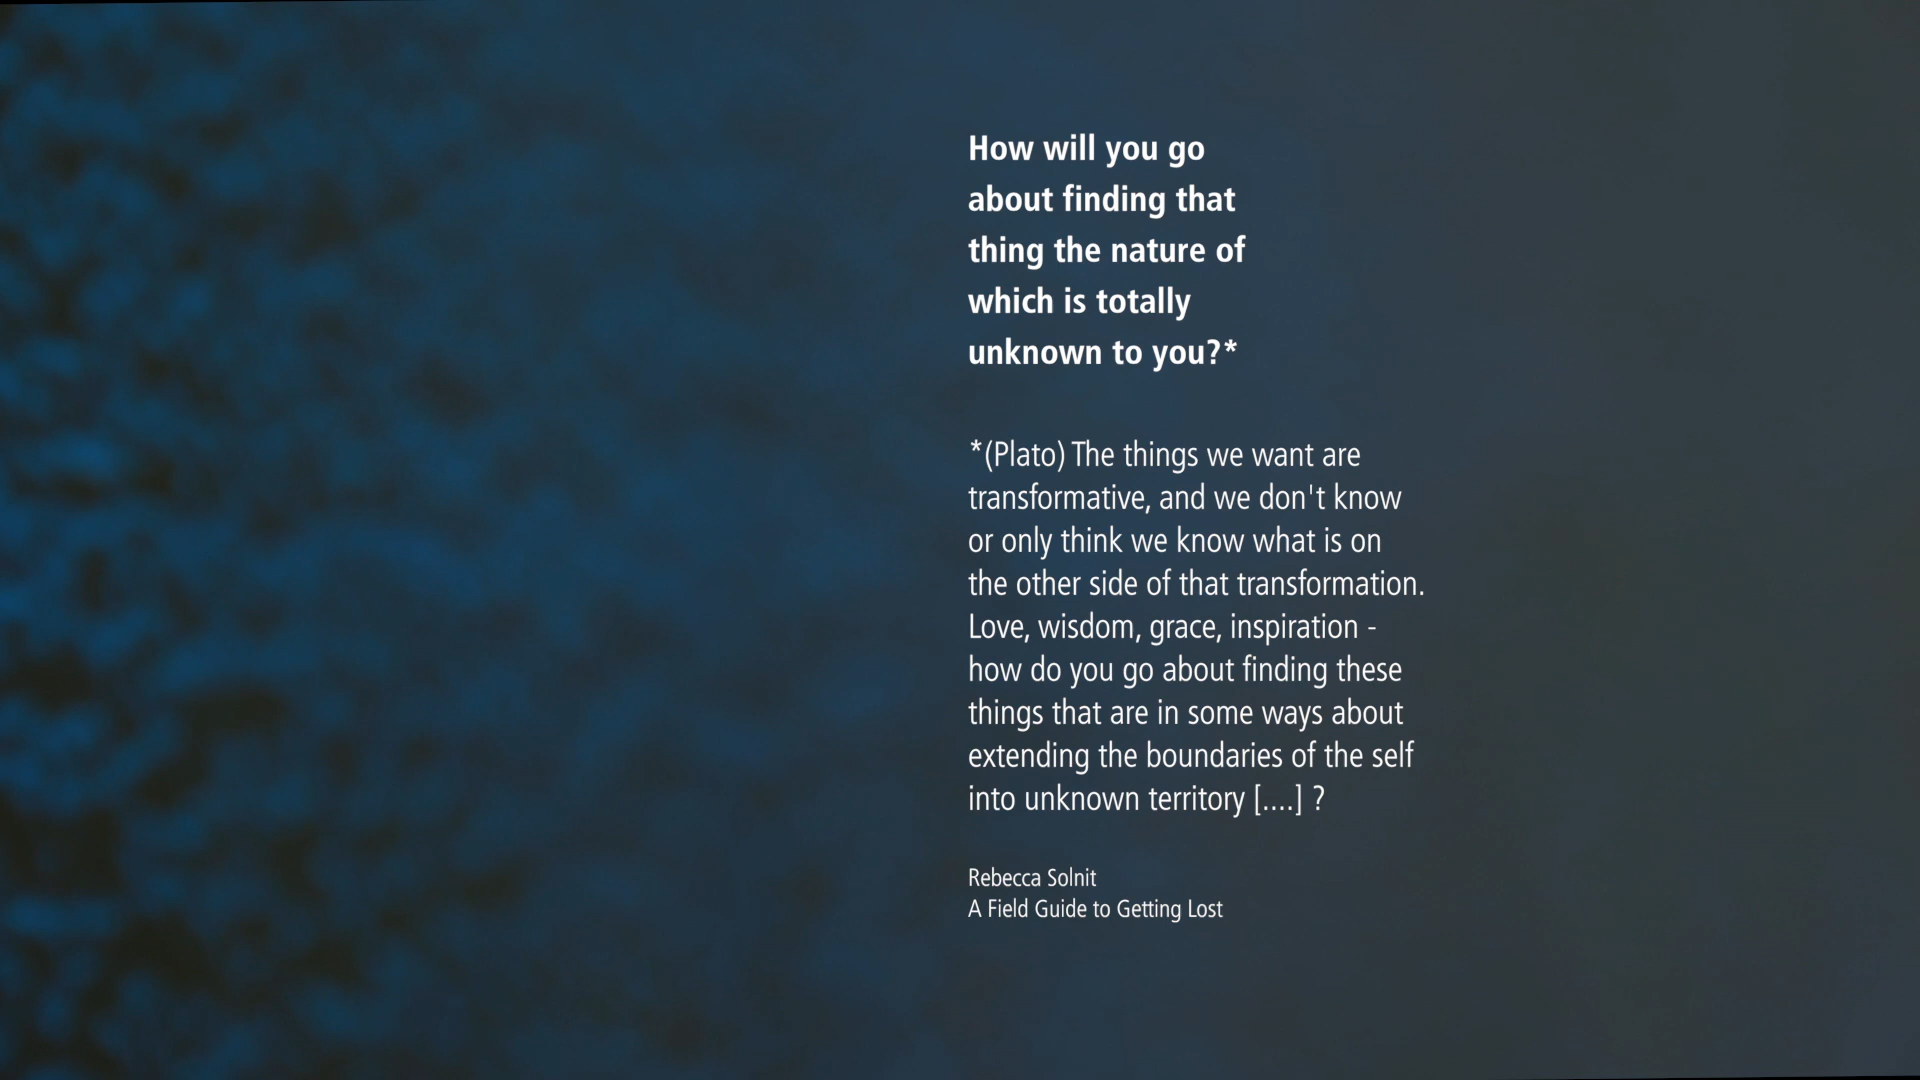 How will you go
about finding that
thing the nature of
which is totally
unknown to you?*
*(Plato) The things we want are
transformative, and we don't know
or only think we know what is on
the other side of that transformation.
Love, wisdom, grace, inspiration -
how do you go about finding these
things that are in some ways about
extending the boundaries of the self
into unknown territory [....] ?
Rebecca Solnit
A Field Guide to Getting Lost